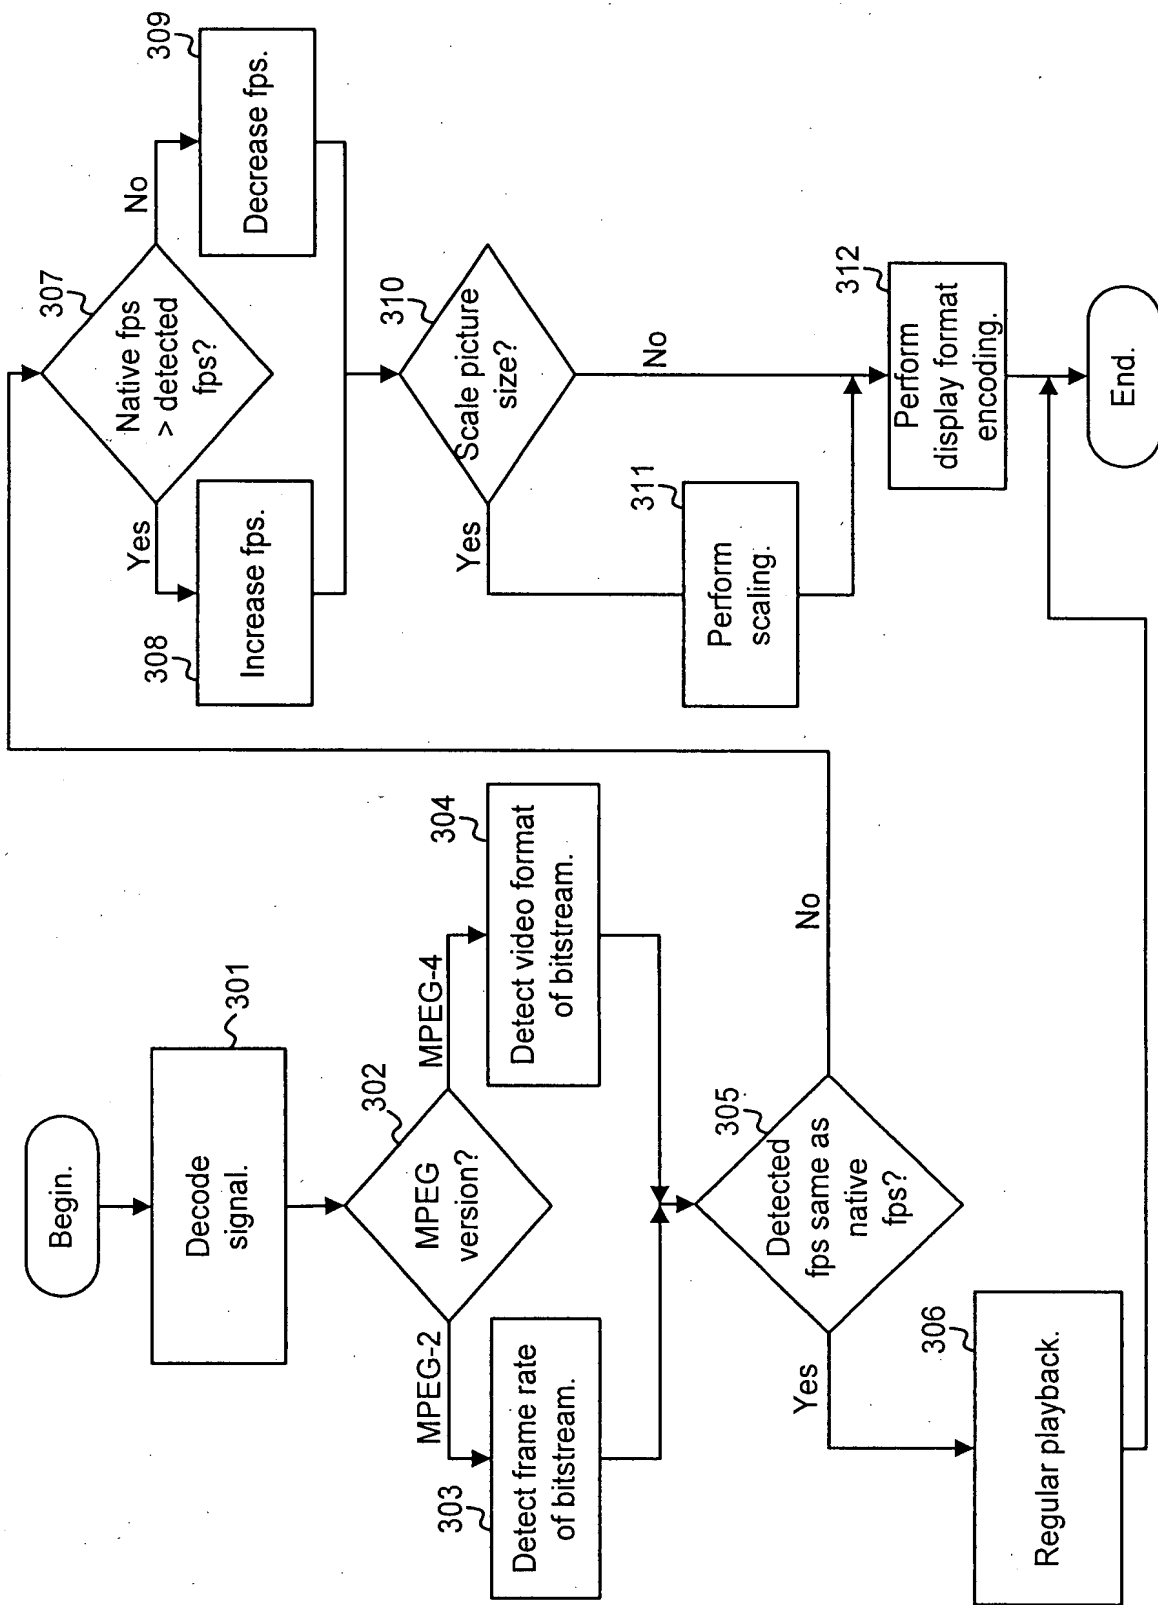 Begin.
301
Decode
signal.
302
MPEG
version?
MPEG-2
MPEG-4
303
Detect frame rate
of bitstream.
304
Detect video format
of bitstream.
305
Detected
fps same as
native
fps?
Yes
No
306
Regular playback.
307
Native fps
> detected
fps?
Yes
No
308
Increase fps.
309
Decrease fps.
310
Scale picture
size?
Yes
No
311
Perform
scaling.
312
Perform
display format
encoding.
End.